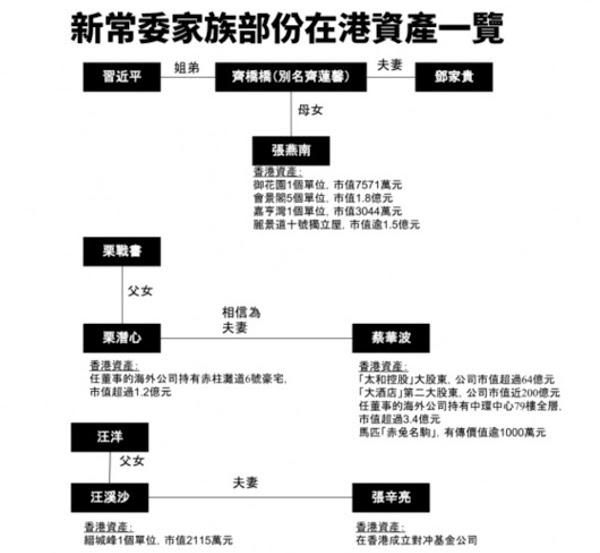 新常委家族部份在港資產一覽
習近平
姐弟
齊橋橋(別名齊蓮馨)
夫妻
鄧家貴
母女
張燕南
香港資產:
御花園1個單位, 市值7571萬元
會景閣5個單位, 市值1.8億元
嘉亨灣1個單位, 市值3044萬元
麗景道十號獨立屋, 市值逾1.5億元
栗戰書
父女
栗潛心
相信為
夫妻
蔡華波
香港資產:
任董事的海外公司持有赤柱灘道6號豪宅,
市值超過1.2億元
香港資產:
「太和控股」大股東, 公司市值超過64億元
「大酒店」第二大股東, 公司市值近200億元
任董事的海外公司持有中環中心79樓全層,
市值超過3.4億元
馬匹「赤兔名駒」, 有傳價值逾1000萬元
汪洋
父女
汪溪沙
夫妻
張辛亮
香港資產:
縉城峰1個單位, 市值2115萬元
香港資產:
在香港成立對沖基金公司